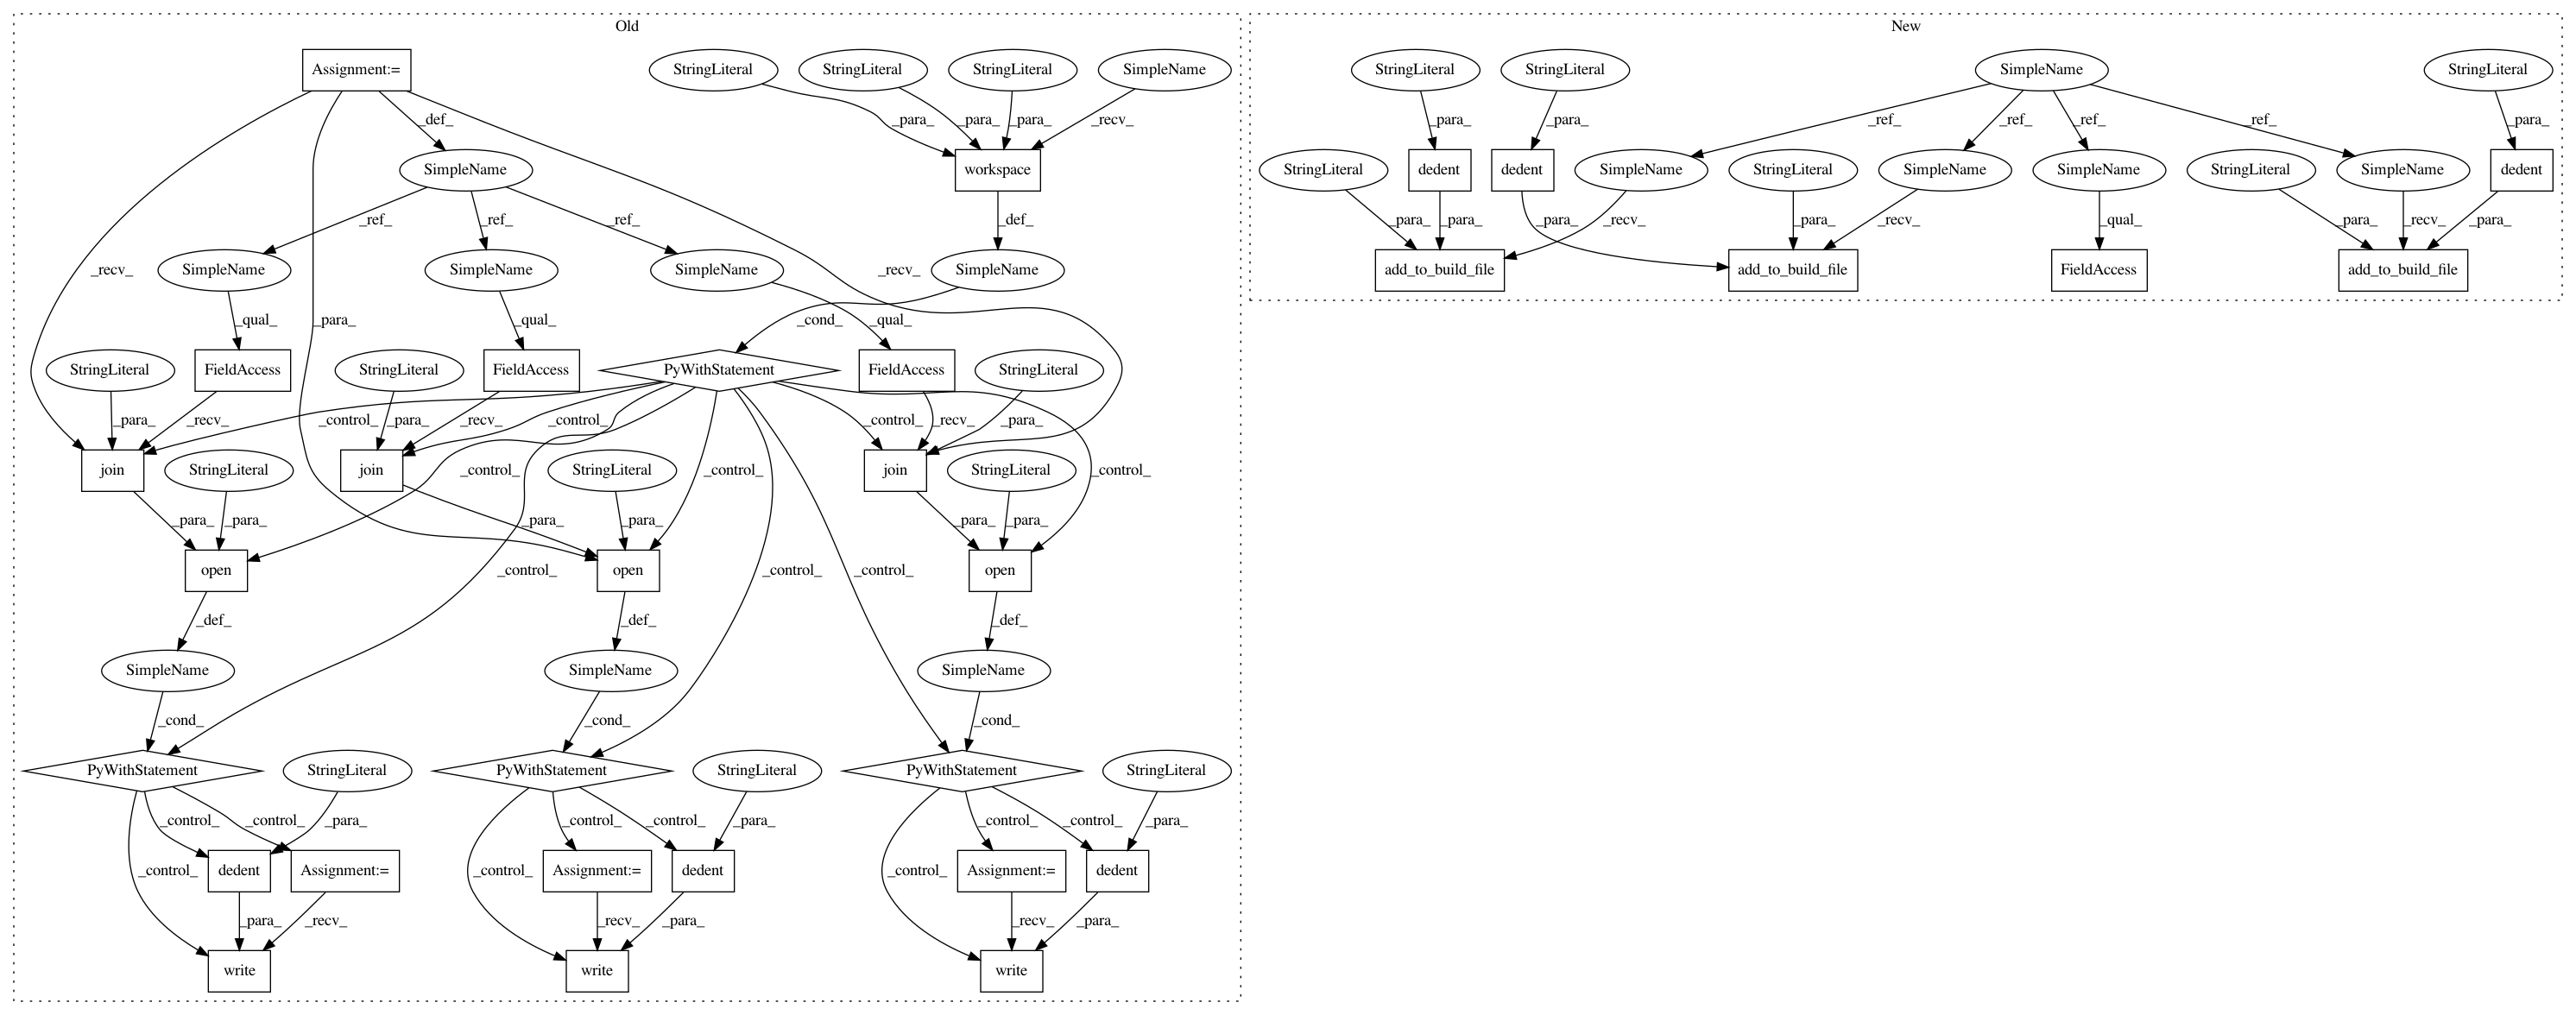 Old
New
Assignment:=
StringLiteral
StringLiteral
StringLiteral
SimpleName
StringLiteral
StringLiteral
SimpleName
StringLiteral
_def_
_para_
_para_
_para_
_recv_
_para_
_para_
_ref_
_ref_
_ref_
_ref_
_para_
SimpleName
workspace
StringLiteral
dedent
dedent
SimpleName
StringLiteral
SimpleName
SimpleName
StringLiteral
SimpleName
dedent
_ref_
_ref_
_ref_
_def_
_para_
_para_
_recv_
_para_
_para_
_recv_
_qual_
_para_
_recv_
_para_
_recv_
_recv_
SimpleName
SimpleName
SimpleName
SimpleName
add_to_build_file
add_to_build_file
FieldAccess
add_to_build_file
_qual_
_para_
_qual_
_cond_
_qual_
StringLiteral
FieldAccess
StringLiteral
FieldAccess
PyWithStatement
FieldAccess
StringLiteral
_para_
_recv_
_control_
_para_
_recv_
_control_
_control_
_recv_
_para_
join
StringLiteral
join
StringLiteral
join
StringLiteral
_control_
_control_
_control_
_para_
_para_
_para_
_para_
_para_
_para_
open
open
open
_control_
_control_
_control_
_def_
_def_
_def_
SimpleName
SimpleName
SimpleName
_cond_
_cond_
_cond_
PyWithStatement
StringLiteral
PyWithStatement
StringLiteral
PyWithStatement
StringLiteral
_control_
_control_
_para_
_control_
_control_
_para_
_control_
_control_
_para_
_control_
dedent
Assignment:=
_control_
Assignment:=
dedent
_control_
Assignment:=
dedent
_para_
_recv_
_recv_
_para_
_recv_
_para_
write
write
write